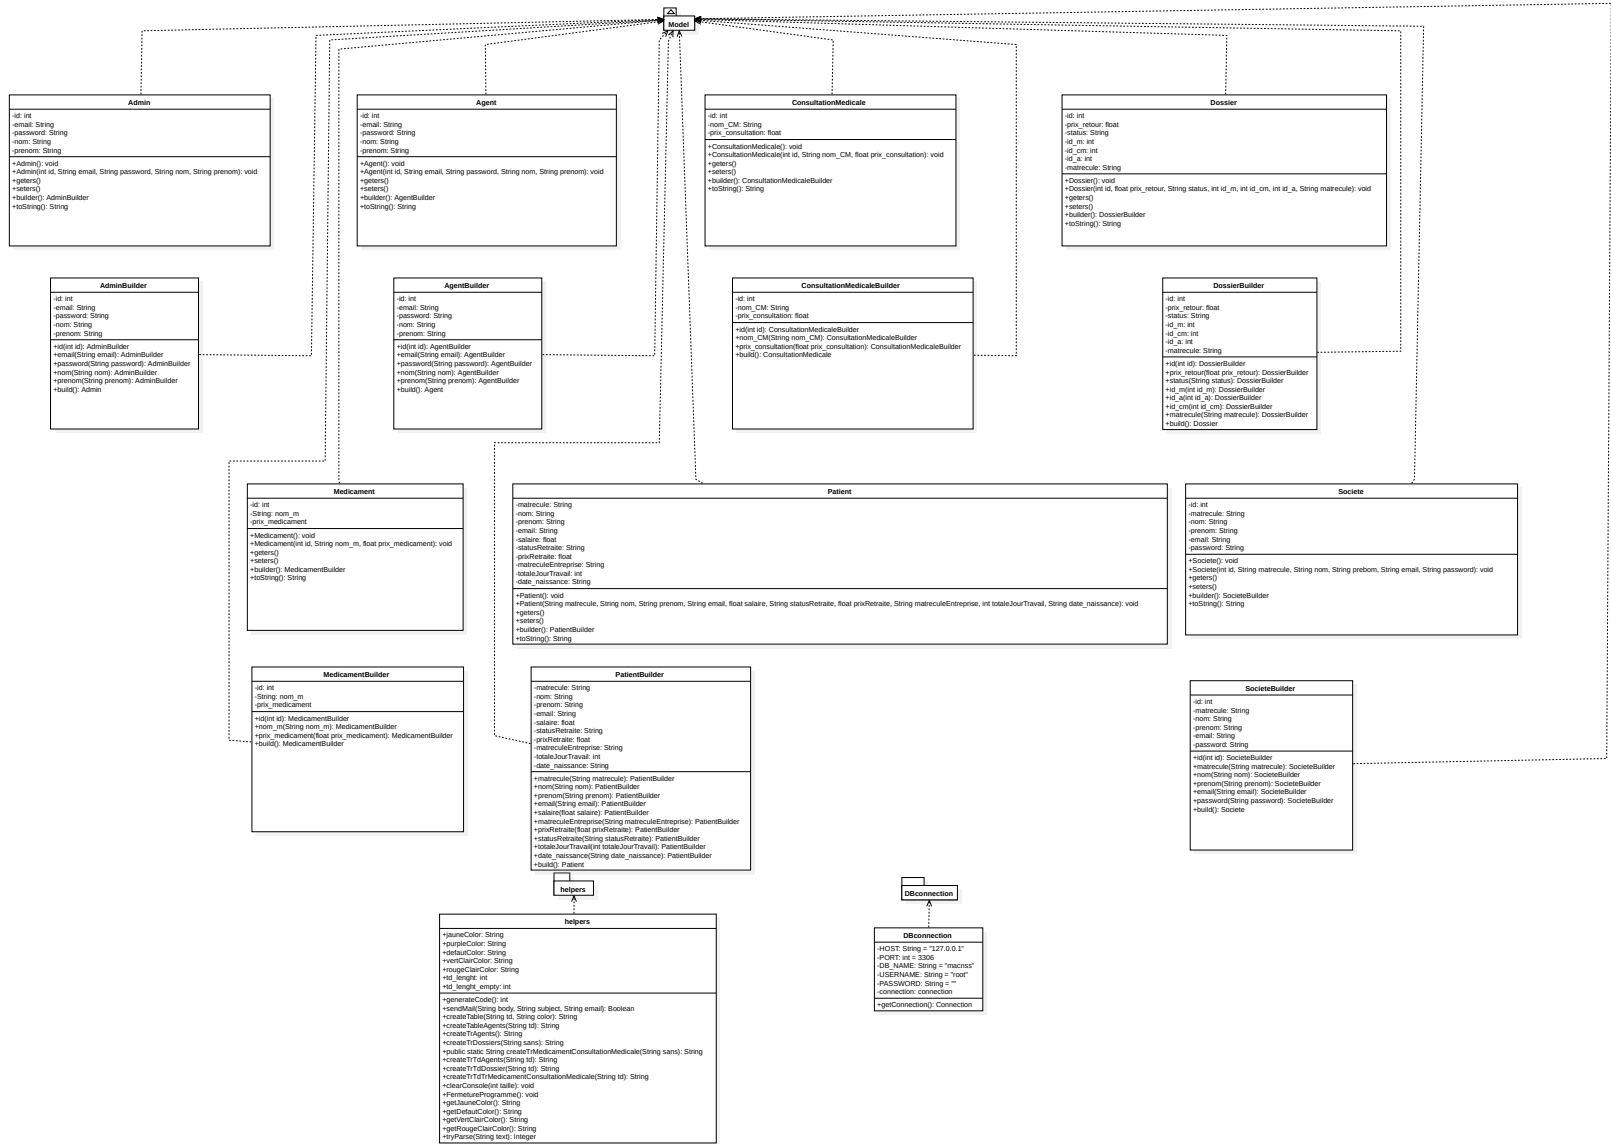 Model
Admin
-id: int
-email: String
-password: String
-nom: String
-prenom: String
+Admin(): void
+Admin(int id, String email, String password, String nom, String prenom): void
+geters()
+seters()
+builder(): AdminBuilder
+toString(): String
Agent
-id: int
-email: String
-password: String
-nom: String
-prenom: String
+Agent(): void
+Agent(int id, String email, String password, String nom, String prenom): void
+geters()
+seters()
+builder(): AgentBuilder
+toString(): String
ConsultationMedicale
-id: int
-nom_CM: String
-prix_consultation: float
+ConsultationMedicale(): void
+ConsultationMedicale(int id, String nom_CM, float prix_consultation): void
+geters()
+seters()
+builder(): ConsultationMedicaleBuilder
+toString(): String
Dossier
-id: int
-prix_retour: float
-status: String
-id_m: int
-id_cm: int
-id_a: int
-matrecule: String
+Dossier(): void
+Dossier(int id, float prix_retour, String status, int id_m, int id_cm, int id_a, String matrecule): void
+geters()
+seters()
+builder(): DossierBuilder
+toString(): String
AdminBuilder
-id: int
-email: String
-password: String
-nom: String
-prenom: String
+id(int id): AdminBuilder
+email(String email): AdminBuilder
+password(String password): AdminBuilder
+nom(String nom): AdminBuilder
+prenom(String prenom): AdminBuilder
+build(): Admin
AgentBuilder
-id: int
-email: String
-password: String
-nom: String
-prenom: String
+id(int id): AgentBuilder
+email(String email): AgentBuilder
+password(String password): AgentBuilder
+nom(String nom): AgentBuilder
+prenom(String prenom): AgentBuilder
+build(): Agent
ConsultationMedicaleBuilder
-id: int
-nom_CM: String
-prix_consultation: float
+id(int id): ConsultationMedicaleBuilder
+nom_CM(String nom_CM): ConsultationMedicaleBuilder
+prix_consultation(float prix_consultation): ConsultationMedicaleBuilder
+build(): ConsultationMedicale
DossierBuilder
-id: int
-prix_retour: float
-status: String
-id_m: int
-id_cm: int
-id_a: int
-matrecule: String
+id(int id): DossierBuilder
+prix_retour(float prix_retour): DossierBuilder
+status(String status): DossierBuilder
+id_m(int id_m): DossierBuilder
+id_a(int id_a): DossierBuilder
+id_cm(int id_cm): DossierBuilder
+matrecule(String matrecule): DossierBuilder
+build(): Dossier
Medicament
-id: int
-String: nom_m
-prix_medicament
+Medicament(): void
+Medicament(int id, String nom_m, float prix_medicament): void
+geters()
+seters()
+builder(): MedicamentBuilder
+toString(): String
Patient
-matrecule: String
-nom: String
-prenom: String
-email: String
-salaire: float
-statusRetraite: String
-prixRetraite: float
-matreculeEntreprise: String
-totaleJourTravail: int
-date_naissance: String
+Patient(): void
+Patient(String matrecule, String nom, String prenom, String email, float salaire, String statusRetraite, float prixRetraite, String matreculeEntreprise, int totaleJourTravail, String date_naissance): void
+geters()
+seters()
+builder(): PatientBuilder
+toString(): String
Societe
-id: int
-matrecule: String
-nom: String
-prenom: String
-email: String
-password: String
+Societe(): void
+Societe(int id, String matrecule, String nom, String prebom, String email, String password): void
+geters()
+seters()
+builder(): SocieteBuilder
+toString(): String
MedicamentBuilder
-id: int
-String: nom_m
-prix_medicament
+id(int id): MedicamentBuilder
+nom_m(String nom_m): MedicamentBuilder
+prix_medicament(float prix_medicament): MedicamentBuilder
+build(): MedicamentBuilder
PatientBuilder
-matrecule: String
-nom: String
-prenom: String
-email: String
-salaire: float
-statusRetraite: String
-prixRetraite: float
-matreculeEntreprise: String
-totaleJourTravail: int
-date_naissance: String
+matrecule(String matrecule): PatientBuilder
+nom(String nom): PatientBuilder
+prenom(String prenom): PatientBuilder
+email(String email): PatientBuilder
+salaire(float salaire): PatientBuilder
+matreculeEntreprise(String matreculeEntreprise): PatientBuilder
+prixRetraite(float prixRetraite): PatientBuilder
+statusRetraite(String statusRetraite): PatientBuilder
+totaleJourTravail(int totaleJourTravail): PatientBuilder
+date_naissance(String date_naissance): PatientBuilder
+build(): Patient
SocieteBuilder
-id: int
-matrecule: String
-nom: String
-prenom: String
-email: String
-password: String
+id(int id): SocieteBuilder
+matrecule(String matrecule): SocieteBuilder
+nom(String nom): SocieteBuilder
+prenom(String prenom): SocieteBuilder
+email(String email): SocieteBuilder
+password(String password): SocieteBuilder
+build(): Societe
helpers
helpers
+jauneColor: String
+purpleColor: String
+defautColor: String
+vertClairColor: String
+rougeClairColor: String
+td_lenght: int
+td_lenght_empty: int
+generateCode(): int
+sendMail(String body, String subject, String email): Boolean
+createTable(String td, String color): String
+createTableAgents(String td): String
+createTrAgents(): String
+createTrDossiers(String sans): String
+public static String createTrMedicamentConsultationMedicale(String sans): String
+createTrTdAgents(String td): String
+createTrTdDossier(String td): String
+createTrTdTrMedicamentConsultationMedicale(String td): String
+clearConsole(int taille): void
+FermetureProgramme(): void
+getJauneColor(): String
+getDefautColor(): String
+getVertClairColor(): String
+getRougeClairColor(): String
+tryParse(String text): Integer
DBconnection
DBconnection
-HOST: String = "127.0.0.1"
-PORT: int = 3306
-DB_NAME: String = "macnss"
-USERNAME: String = "root"
-PASSWORD: String = ""
-connection: connection
+getConnection(): Connection